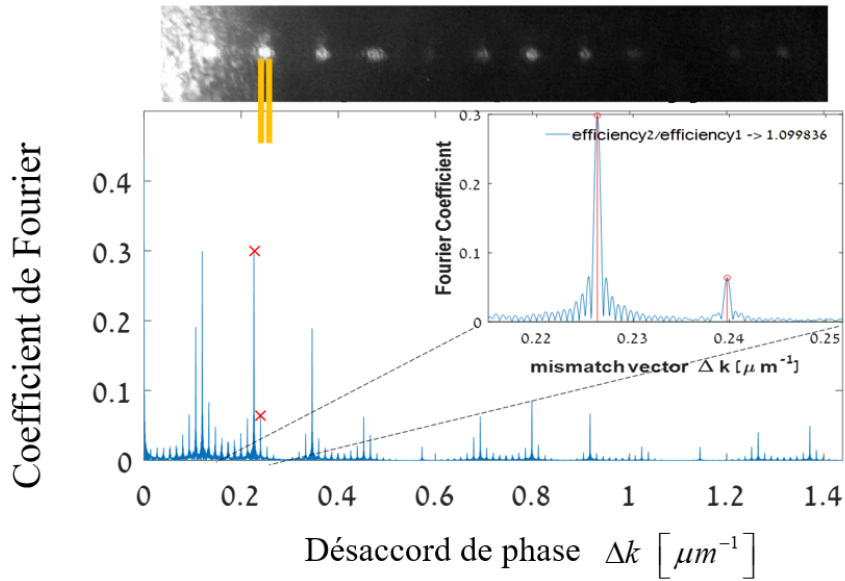 Coefficient de Fourier
0.4
0.3
0.2
0.1
0
0 0.2 0.4 0.6 0.8 1 1.2 1.4
Désaccord de phase Δk [μm⁻¹]
Fourier Coefficient
0.3
0.2
0.1
0
efficiency2/efficiency1 -> 1.099836
0.22 0.23 0.24 0.25
mismatch vector Δ k [ μ m⁻¹]